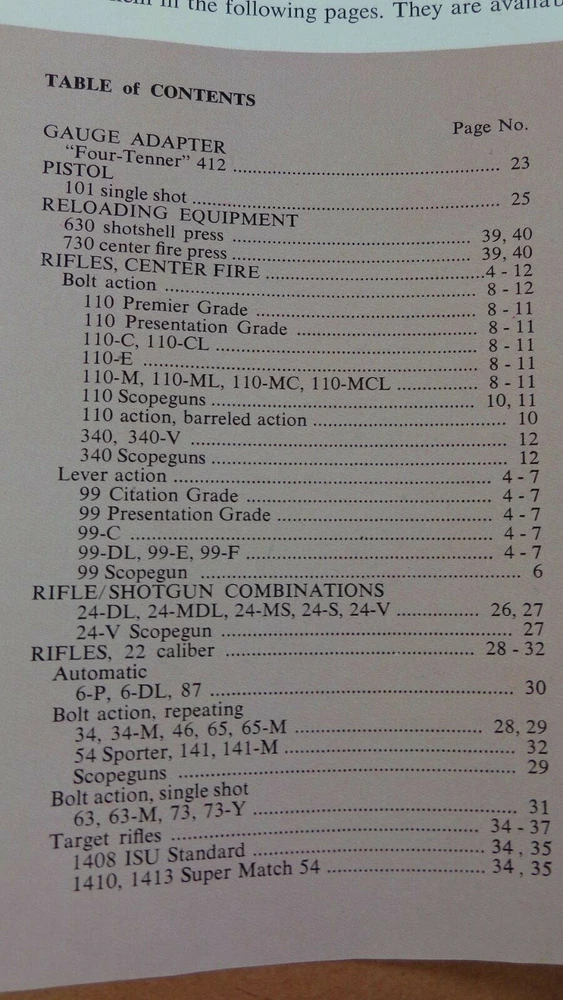 in the following pages. They are
TABLE of CONTENTS
Page No.
GAUGE ADAPTER
"Four-Tenner" 412 ........ 23
PISTOL
101 single shot ........ 25
RELOADING EQUIPMENT
630 shotshell press ........ 39, 40
730 center fire press ........ 39, 40
RIFLES, CENTER FIRE ........ 4 - 12
Bolt action ........ 8 - 12
110 Premier Grade ........ 8 - 11
110 Presentation Grade ........ 8 - 11
110-C, 110-CL ........ 8 - 11
110-E ........ 8 - 11
110-M, 110-ML, 110-MC, 110-MCL ........ 8 - 11
110 Scopeguns ........ 10, 11
110 action, barreled action ........ 10
340, 340-V ........ 12
340 Scopeguns ........ 12
Lever action ........ 4 - 7
99 Citation Grade ........ 4 - 7
99 Presentation Grade ........ 4 - 7
99-C ........ 4 - 7
99-DL, 99-E, 99-F ........ 4 - 7
99 Scopegun ........ 6
RIFLE/SHOTGUN COMBINATIONS
24-DL, 24-MDL, 24-MS, 24-S, 24-V ........ 26, 27
24-V Scopegun ........ 27
RIFLES, 22 caliber ........ 28 - 32
Automatic
6-P, 6-DL, 87 ........ 30
Bolt action, repeating
34, 34-M, 46, 65, 65-M ........ 28, 29
54 Sporter, 141, 141-M ........ 32
Scopeguns ........ 29
Bolt action, single shot
63, 63-M, 73, 73-Y ........ 31
Target rifles ........ 34 - 37
1408 ISU Standard ........ 34, 35
1410, 1413 Super Match 54 ........ 34, 35